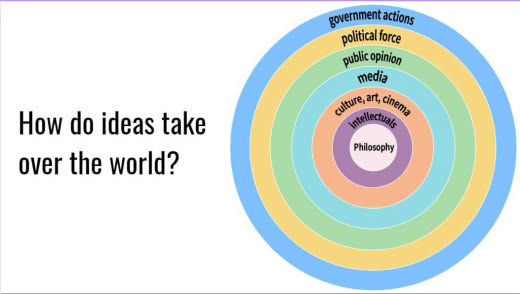 How do ideas take
over the world?
government actions
political force
public opinion
media
culture, art, cinema
intellectuals
Philosophy